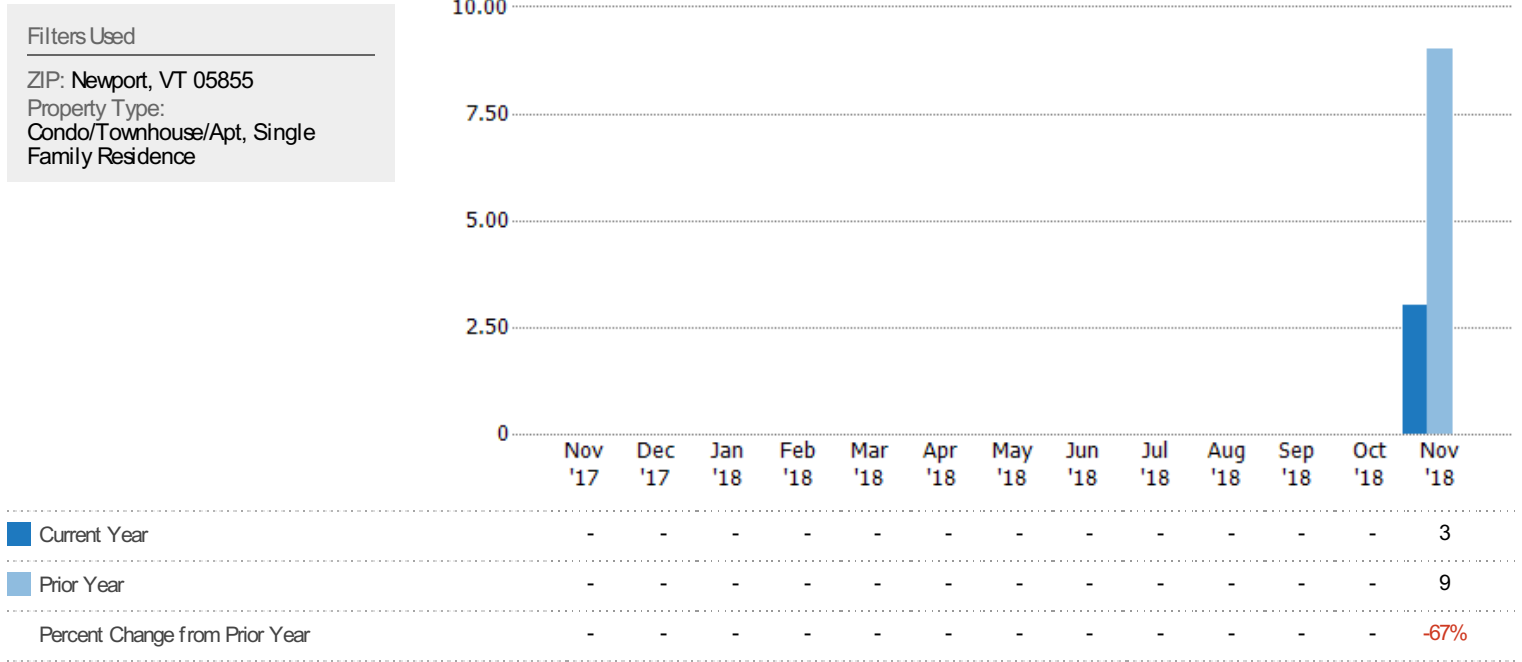 Filters Used
ZIP: Newport, VT 05855
Property Type:
Condo/Townhouse/Apt, Single
Family Residence
10.00
7.50
5.00
2.50
0
Nov Dec Jan Feb Mar Apr May Jun Jul Aug Sep Oct Nov
'17 '17 '18 '18 '18 '18 '18 '18 '18 '18 '18 '18 '18
Current Year - - - - - - - - - - - - 3
Prior Year - - - - - - - - - - - - 9
Percent Change from Prior Year - - - - - - - - - - - - -67%